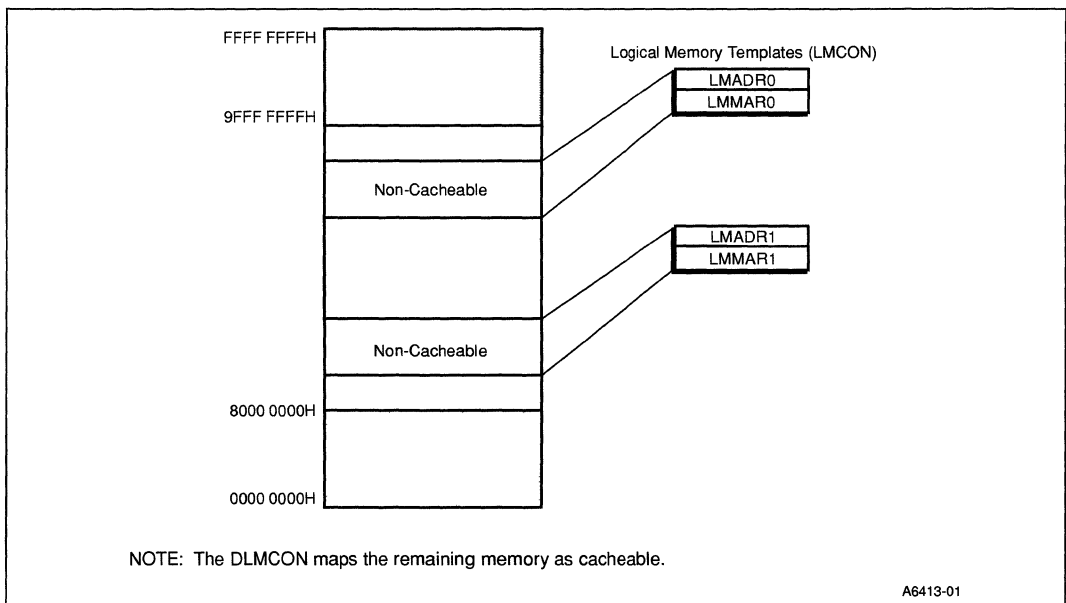 FFFF FFFFH
Logical Memory Templates (LMCON)
LMADR0
LMMAR0
9FFF FFFFH
Non-Cacheable
LMADR1
LMMAR1
Non-Cacheable
8000 0000H
0000 0000H
NOTE: The DLMCON maps the remaining memory as cacheable.
A6413-01